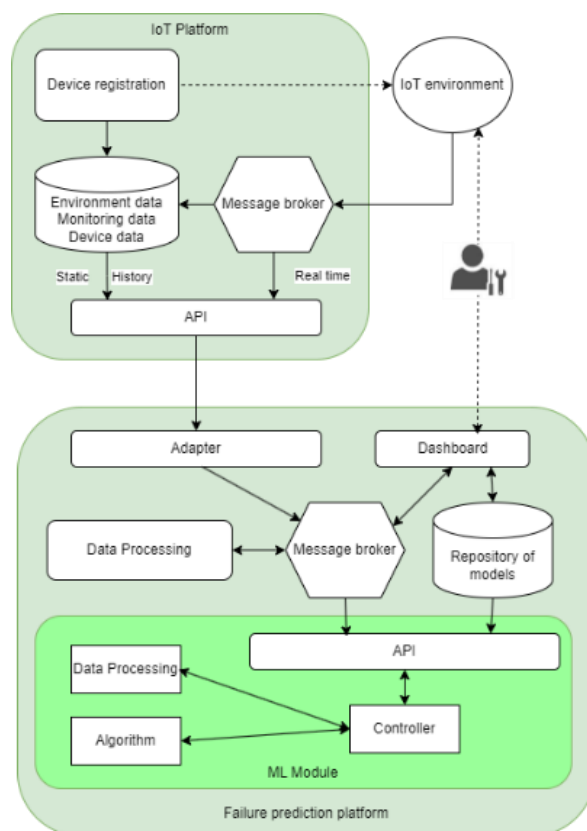 IoT Platform
Device registration
IoT environment
Environment data
Monitoring data
Device data
Message broker
Static
History
Real time
API
Adapter
Dashboard
Data Processing
Message broker
Repository of
models
API
Data Processing
Controller
Algorithm
ML Module
Failure prediction platform